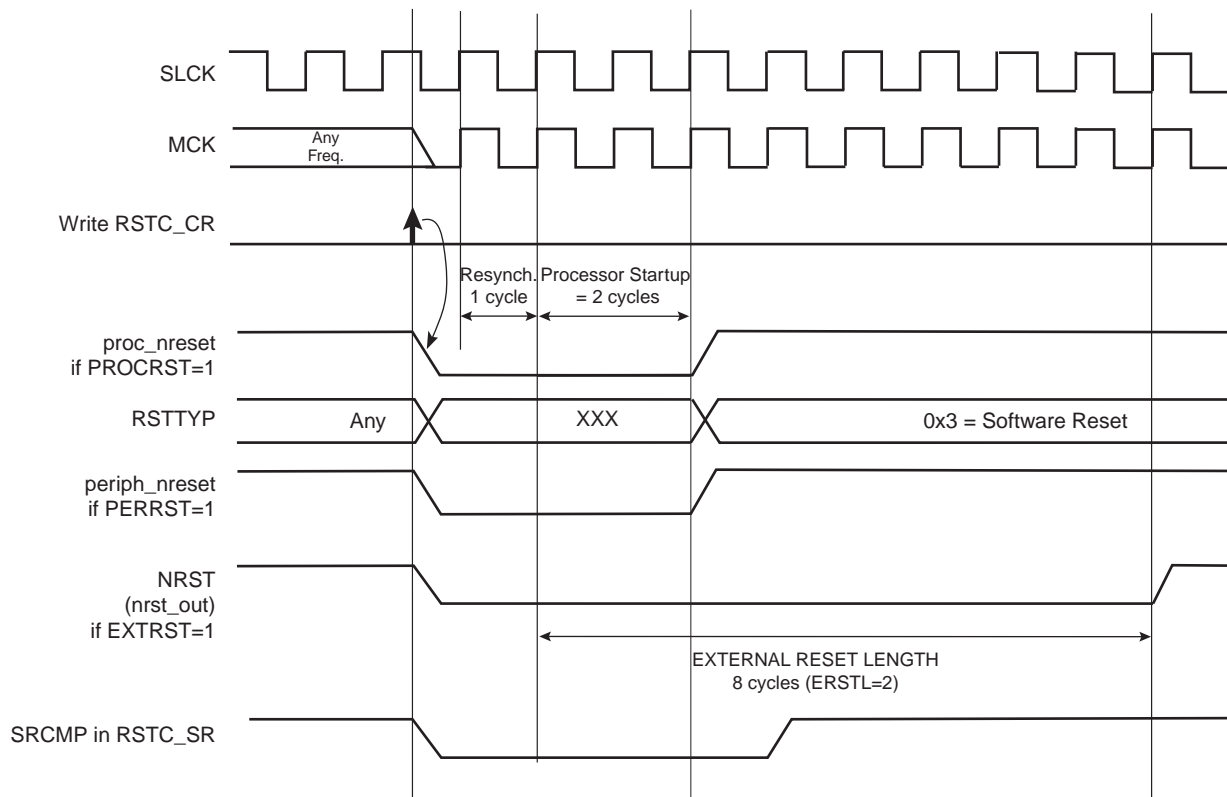 SLCK
MCK
Any
Freq.
Write RSTC_CR
Resynch.
1 cycle
Processor Startup
= 2 cycles
proc_nreset
if PROCRST=1
RSTTYP
Any
XXX
0x3 = Software Reset
periph_nreset
if PERRST=1
NRST
(nrst_out)
if EXTRST=1
EXTERNAL RESET LENGTH
8 cycles (ERSTL=2)
SRCMP in RSTC_SR